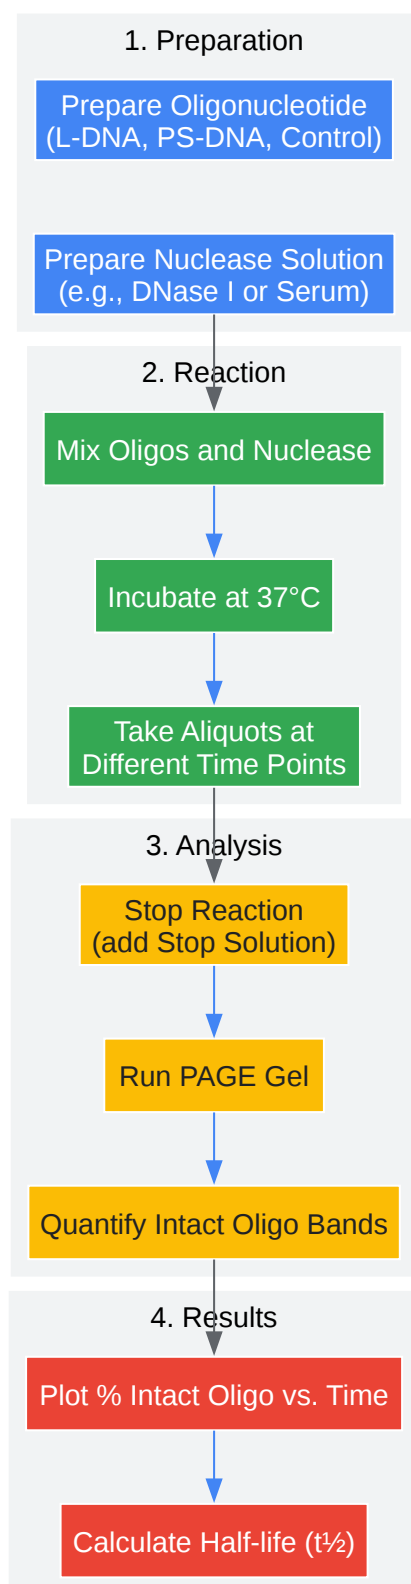 1. Preparation
Prepare Oligonucleotide
(L-DNA, PS-DNA, Control)
Prepare Nuclease Solution
(e.g., DNase I or Serum)
2. Reaction
Mix Oligos and Nuclease
Incubate at 37°C
Take Aliquots at
Different Time Points
3. Analysis
Stop Reaction
(add Stop Solution)
Run PAGE Gel
Quantify Intact Oligo Bands
4. Results
Plot % Intact Oligo vs. Time
Calculate Half-life (t½)